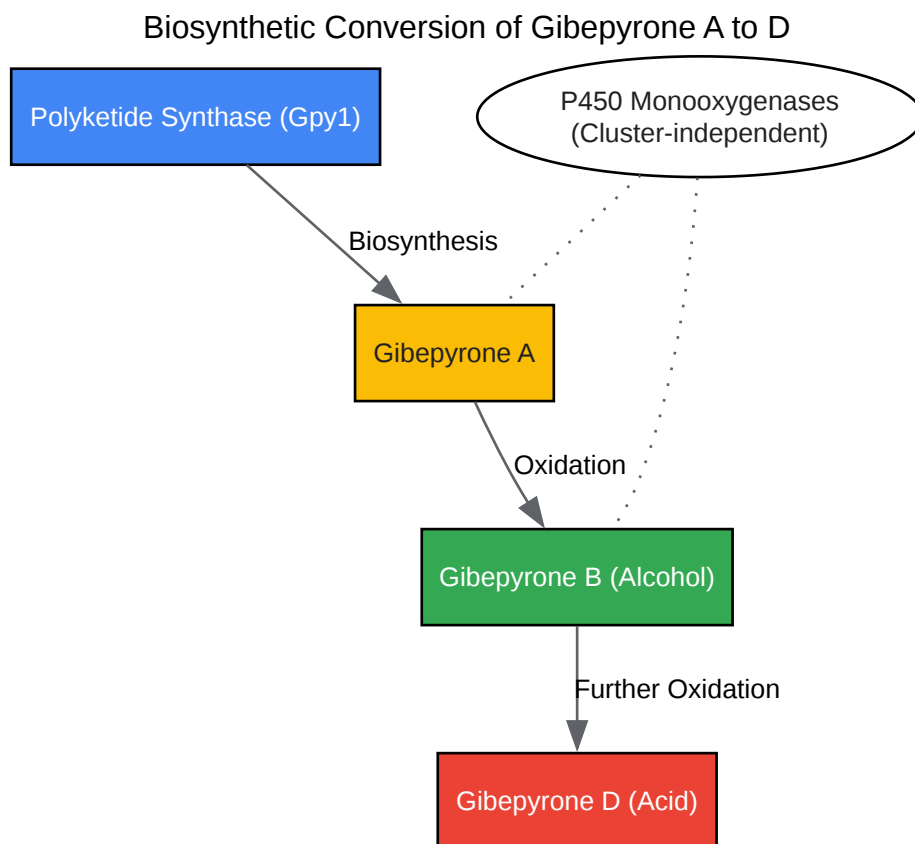 Biosynthetic Conversion of Gibepyrone A to D
Polyketide Synthase (Gpy1)
P450 Monooxygenases
(Cluster-independent)
Biosynthesis
Gibepyrone A
Oxidation
Gibepyrone B (Alcohol)
Further Oxidation
Gibepyrone D (Acid)